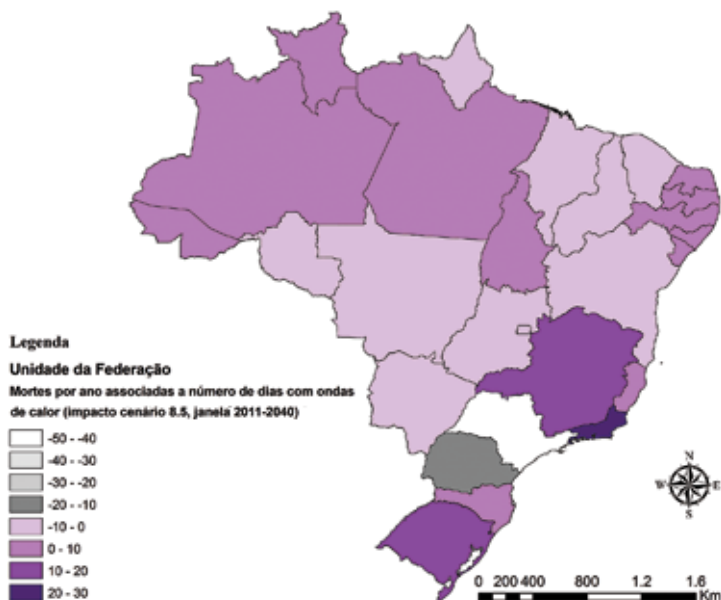 Legenda
Unidade da Federação
Mortes por ano associadas a número de dias com ondas
de calor (impacto cenário 8.5, janela 2011-2040)
-50 - -40
-40 - -30
-30 - -20
-20 - -10
-10 - 0
0 - 10
10 - 20
20 - 30
N
W E
S
0 200 400 800 1.2 1.6
Km